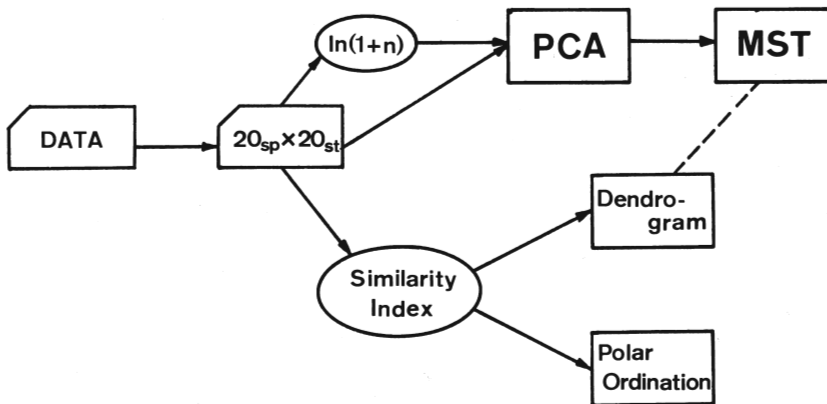 ln(1+n)
PCA
MST
DATA
20sp×20st
Dendro-
gram
Similarity
Index
Polar
Ordination